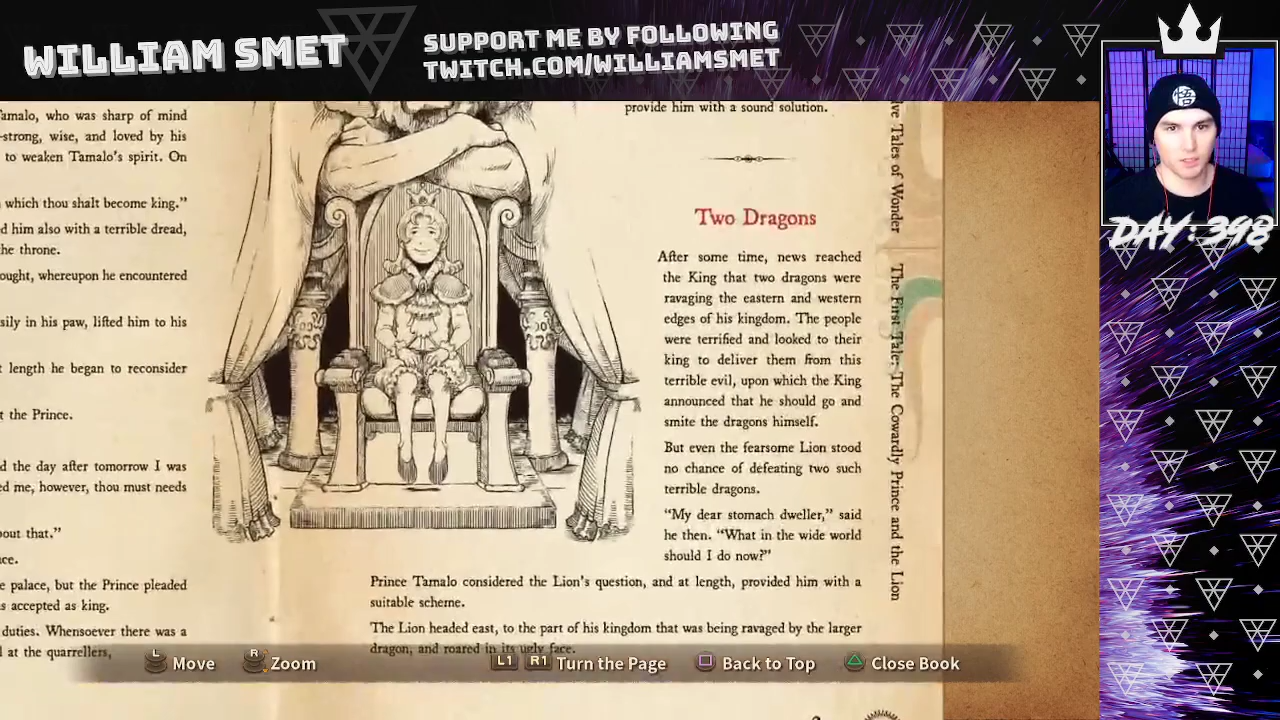 WILLIAM SMET
SUPPORT ME BY FOLLOWING
TWITCH.COM/WILLIAMSMET
DAY: 398
Tamalo, who was sharp of mind
-strong, wise, and loved by his
to weaken Tamalo's spirit. On
which thou shalt become king."
d him also with a terrible dread,
he throne.
ought, whereupon he encountered
sily in his paw, lifted him to his
t length he began to reconsider
t the Prince.
d the day after tomorrow I was
ed me, however, thou must needs
bout that."
ce.
e palace, but the Prince pleaded
s accepted as king.
duties. Whensoever there was a
l at the quarrellers,
provide him with a sound solution.
Two Dragons
After some time, news reached
the King that two dragons were
ravaging the eastern and western
edges of his kingdom. The people
were terrified and looked to their
king to deliver them from this
terrible evil, upon which the King
announced that he should go and
smite the dragons himself.
But even the fearsome Lion stood
no chance of defeating two such
terrible dragons.
"My dear stomach dweller," said
he then. "What in the wide world
should I do now?"
Prince Tamalo considered the Lion's question, and at length, provided him with a
suitable scheme.
The Lion headed east, to the part of his kingdom that was being ravaged by the larger
dragon, and roared in its ugly face.
lve Tales of Wonder
The First Tale: The Cowardly Prince and the Lion
L Move R Zoom L1 R1 Turn the Page Back to Top Close Book